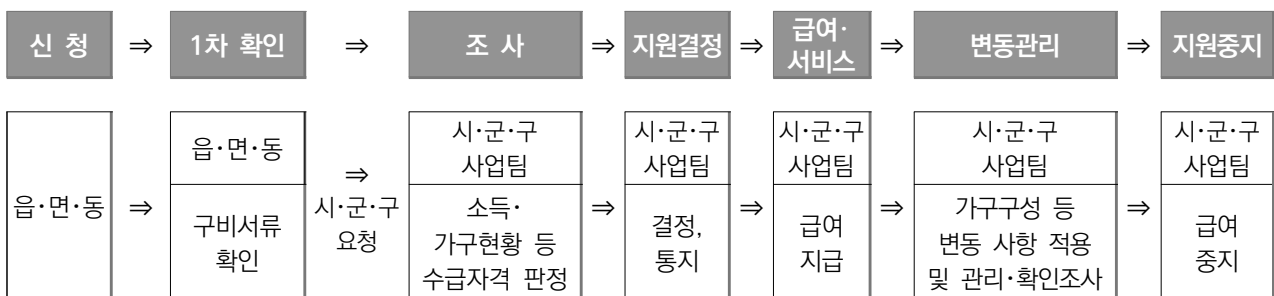 신 청 ⇒ 1차 확인 ⇒ 조 사 ⇒ 지원결정 ⇒ 급여·
서비스 ⇒ 변동관리 ⇒ 지원중지
읍·면·동
⇒
읍·면·동
구비서류
확인
⇒
시·군·구
요청
시·군·구
사업팀
소득·
가구현황 등
수급자격 판정
⇒
시·군·구
사업팀
결정,
통지
⇒
시·군·구
사업팀
급여
지급
⇒
시·군·구
사업팀
가구구성 등
변동 사항 적용
및 관리·확인조사
⇒
시·군·구
사업팀
급여
중지